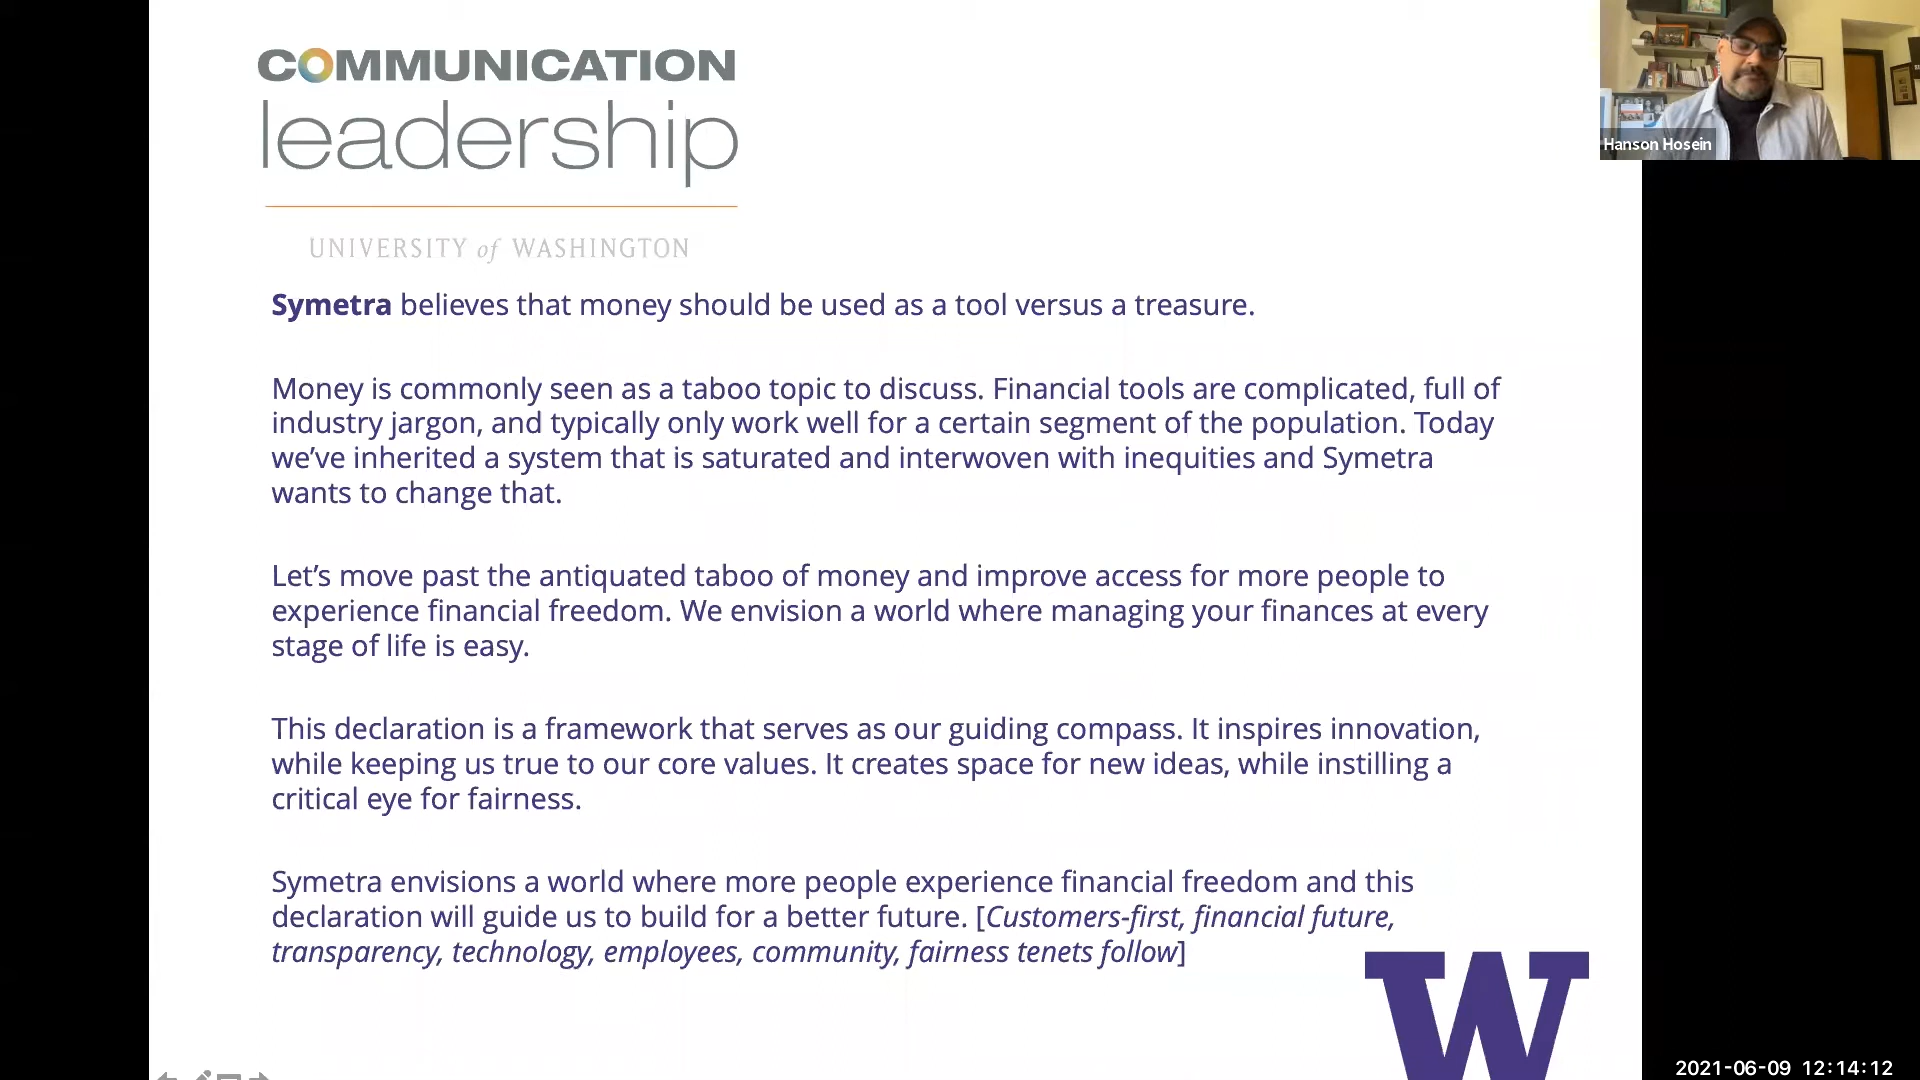 COMMUNICATION
leadership
UNIVERSITY of WASHINGTON
Hanson Hosein
Symetra believes that money should be used as a tool versus a treasure.
Money is commonly seen as a taboo topic to discuss. Financial tools are complicated, full of
industry jargon, and typically only work well for a certain segment of the population. Today
we’ve inherited a system that is saturated and interwoven with inequities and Symetra
wants to change that.
Let’s move past the antiquated taboo of money and improve access for more people to
experience financial freedom. We envision a world where managing your finances at every
stage of life is easy.
This declaration is a framework that serves as our guiding compass. It inspires innovation,
while keeping us true to our core values. It creates space for new ideas, while instilling a
critical eye for fairness.
Symetra envisions a world where more people experience financial freedom and this
declaration will guide us to build for a better future. [Customers-first, financial future,
transparency, technology, employees, community, fairness tenets follow]
W
2021-06-09 12:14:12